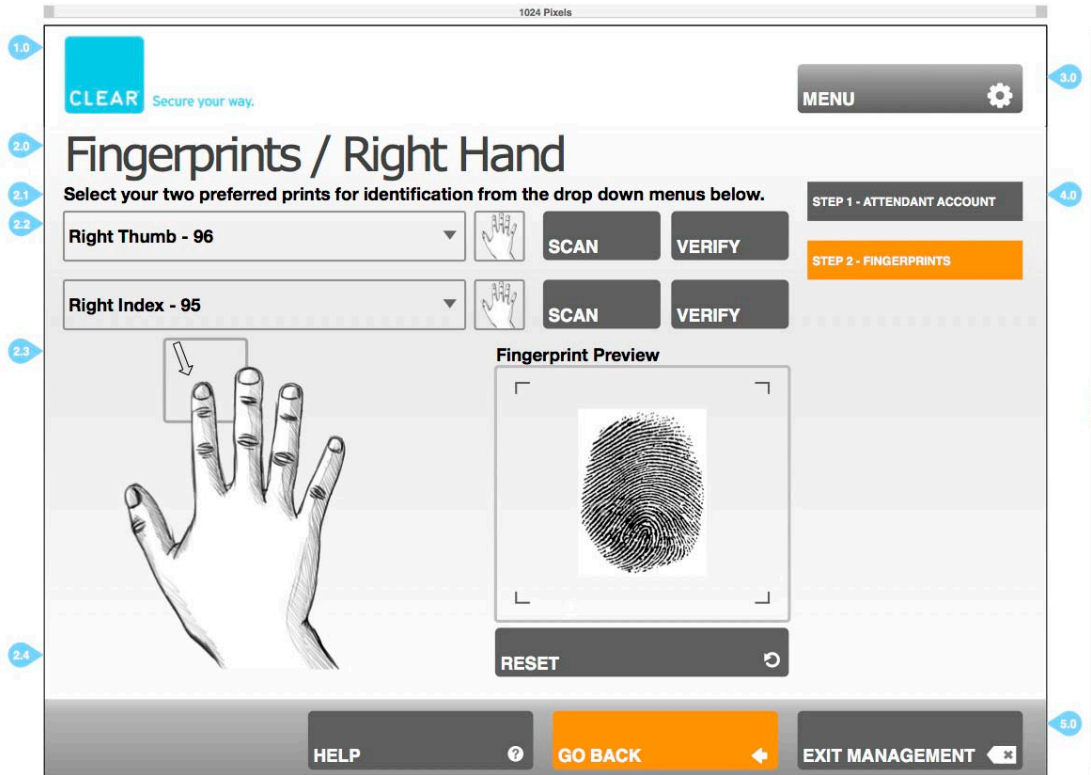 1024 Pixels
1.0
CLEAR Secure your way.
3.0
MENU
2.0
Fingerprints / Right Hand
2.1
Select your two preferred prints for identification from the drop down menus below.
4.0
STEP 1 - ATTENDANT ACCOUNT
2.2
Right Thumb - 96
SCAN
VERIFY
STEP 2 - FINGERPRINTS
Right Index - 95
SCAN
VERIFY
2.3
Fingerprint Preview
2.4
RESET
5.0
HELP ?
GO BACK
EXIT MANAGEMENT